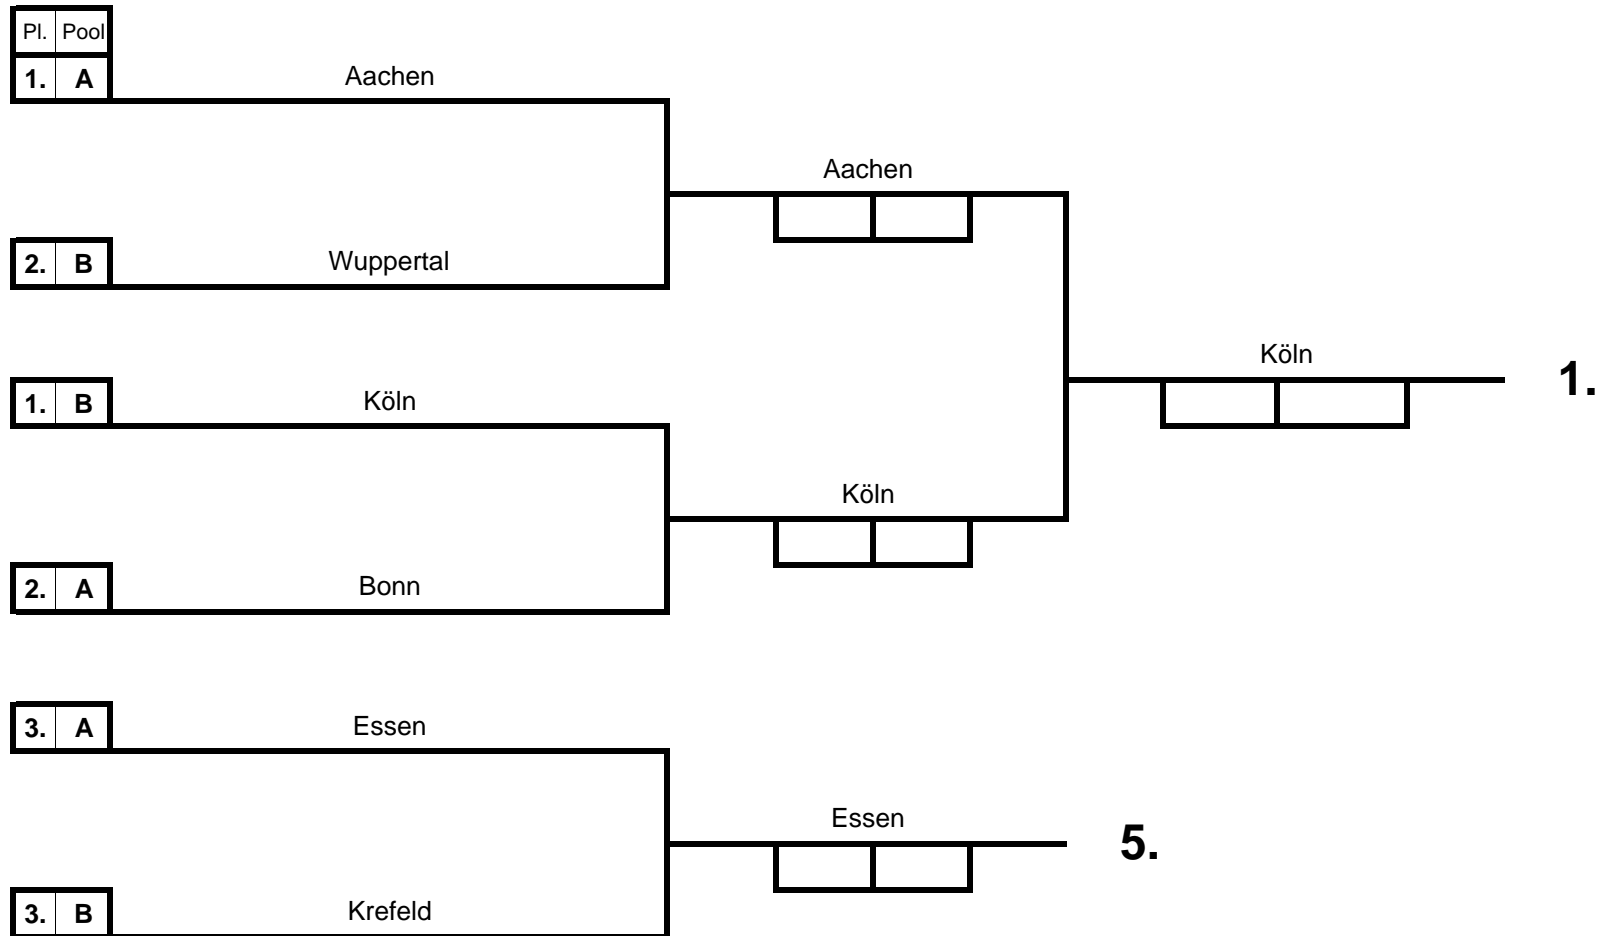 Pl. Pool
1. A Aachen
Aachen
2. B Wuppertal
Köln 1.
1. B Köln
Köln
2. A Bonn
3. A Essen
Essen 5.
3. B Krefeld